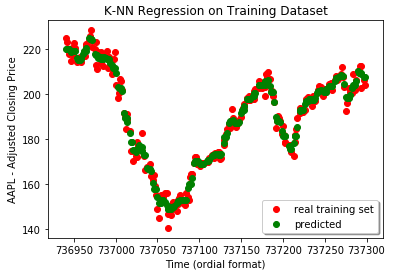 K-NN Regression on Training Dataset
AAPL - Adjusted Closing Price
220
200
180
160
140
real training set
predicted
736950 737000 737050 737100 737150 737200 737250 737300
Time (ordial format)